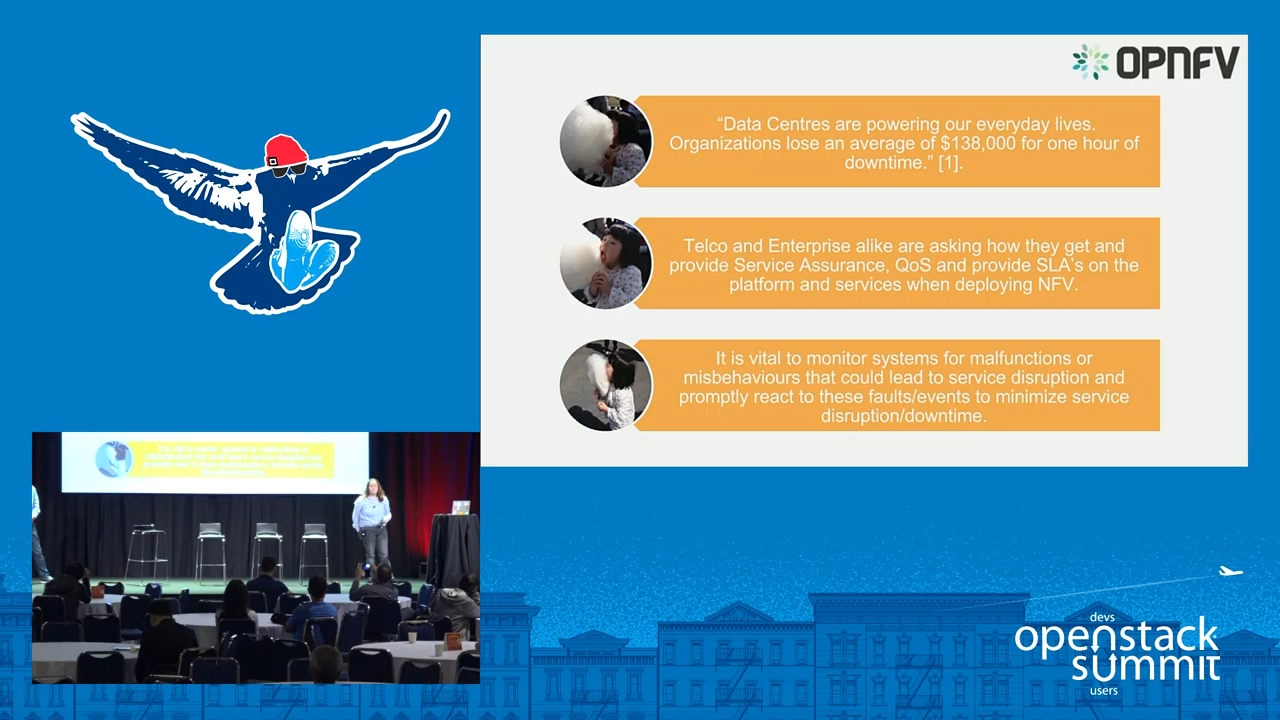 OPNFV
“Data Centres are powering our everyday lives.
Organizations lose an average of $138,000 for one hour of
downtime.” [1].
Telco and Enterprise alike are asking how they get and
provide Service Assurance, QoS and provide SLA's on the
platform and services when deploying NFV.
It is vital to monitor systems for malfunctions or
misbehaviours that could lead to service disruption and
promptly react to these faults/events to minimize service
disruption/downtime.
devs
openstack
summit
users